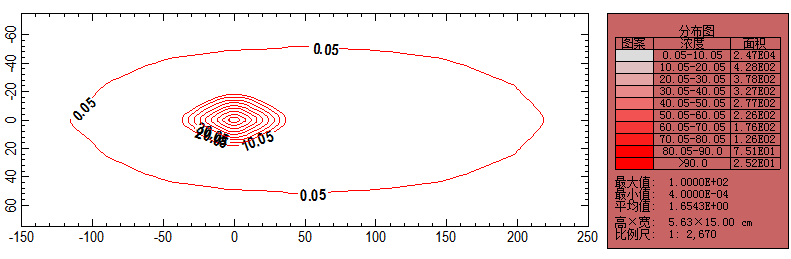 -60
-40
-20
0
20
40
60
0.05
0.05
0.05
20.05
10.05
-150 -100 -50 0 50 100 150 200 250
分布图
图案 浓度 面积
0.05-10.05 2.47E04
10.05-20.05 4.28E02
20.05-30.05 3.78E02
30.05-40.05 3.27E02
40.05-50.05 2.77E02
50.05-60.05 2.26E02
60.05-70.05 1.76E02
70.05-80.05 1.26E02
80.05-90.0 7.51E01
>90.0 2.52E01
最大值: 1.0000E+02
最小值: 4.0000E-04
平均值: 1.6543E+00
高×宽: 5.63×15.00 cm
比例尺: 1: 2,670